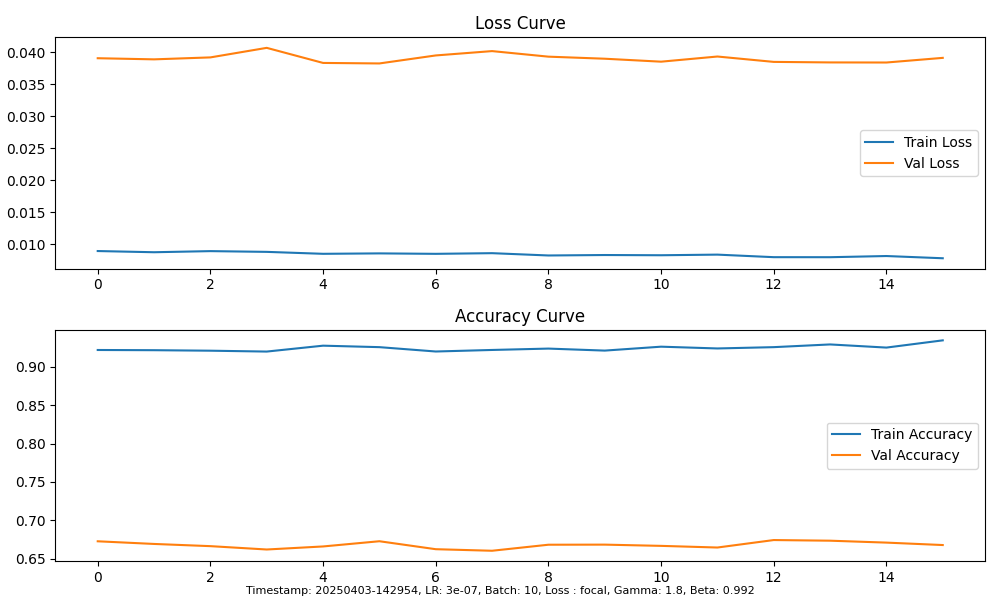 Loss Curve
0.040
0.035
0.030
0.025
0.020
0.015
0.010
Train Loss
Val Loss
0 2 4 6 8 10 12 14
Accuracy Curve
0.90
0.85
0.80
0.75
0.70
0.65
Train Accuracy
Val Accuracy
0 2 4 6 8 10 12 14
Timestamp: 20250403-142954, LR: 3e-07, Batch: 10, Loss : focal, Gamma: 1.8, Beta: 0.992